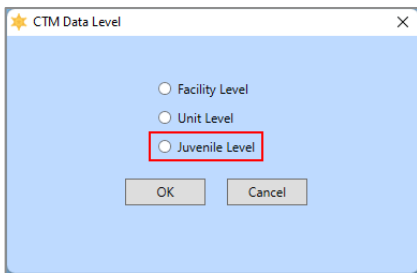 CTM Data Level
Facility Level
Unit Level
Juvenile Level
OK Cancel